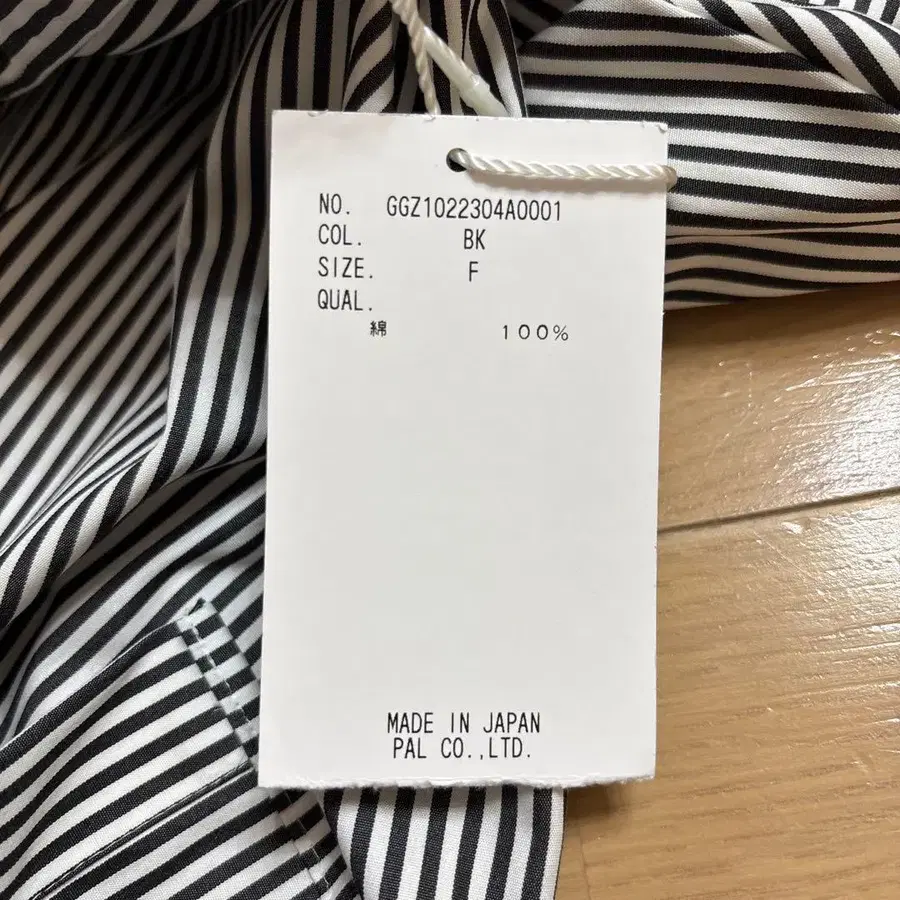 NO. GGZ1022304A0001
COL. BK
SIZE. F
QUAL.
綿 100%
MADE IN JAPAN
PAL CO.,LTD.